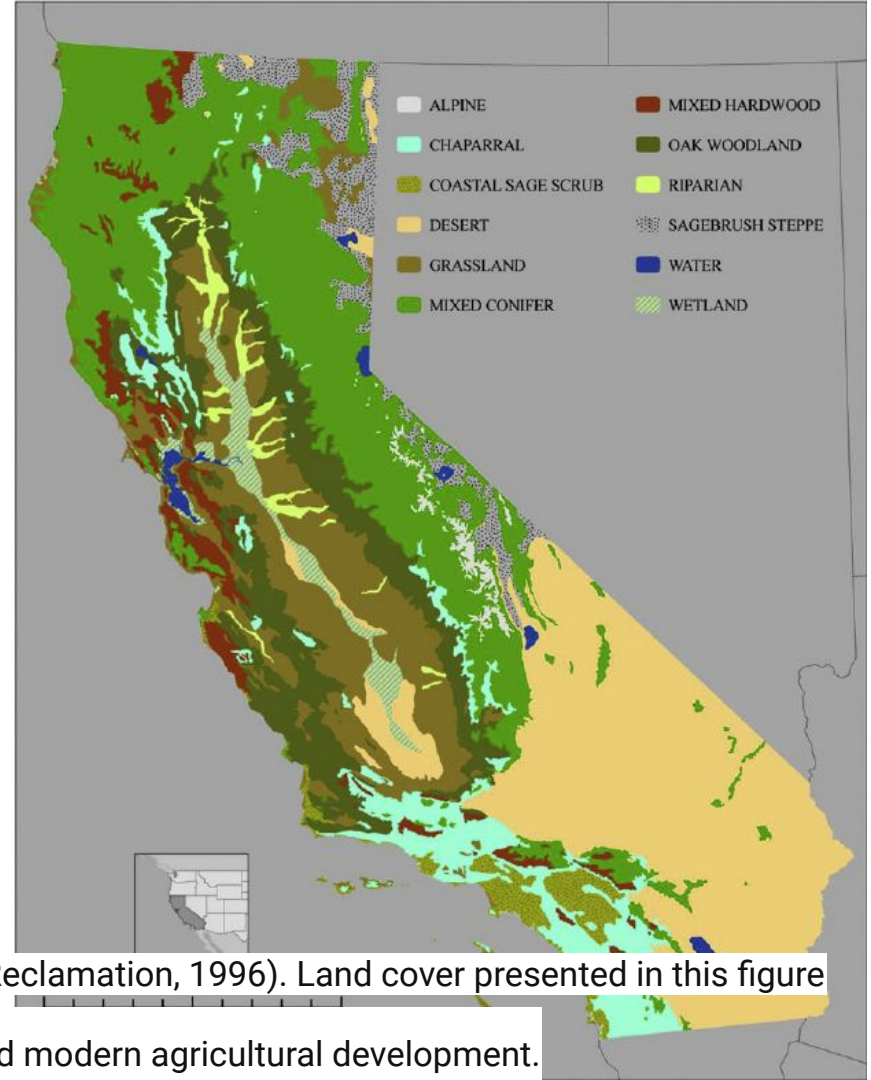 ALPINE
CHAPARRAL
COASTAL SAGE SCRUB
DESERT
GRASSLAND
MIXED CONIFER
MIXED HARDWOOD
OAK WOODLAND
RIPARIAN
SAGEBRUSH STEPPE
WATER
WETLAND
Reclamation, 1996). Land cover presented in this figure
d modern agricultural development.